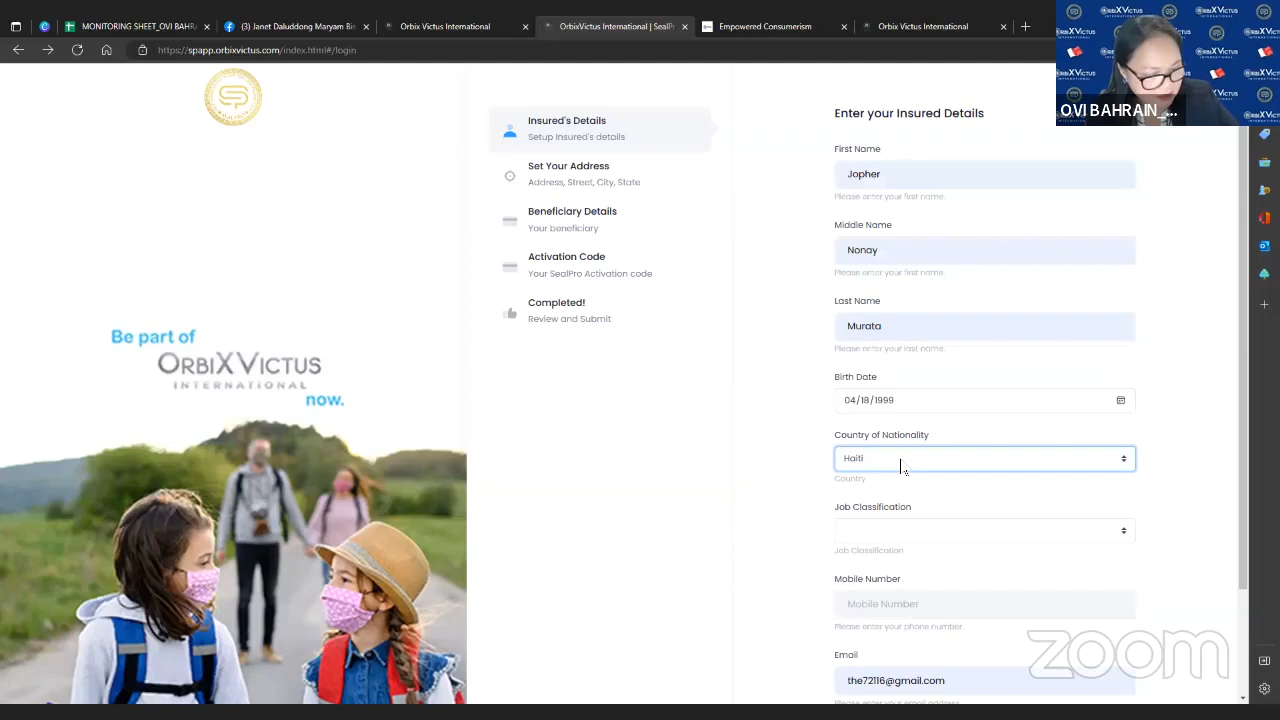 MONITORING SHEET_OVI BAHR
(3) Janet Daluddong Maryam Bi
Orbix Victus International
OrbixVictus International | SealP
Empowered Consumerism
Orbix Victus International
https://spapp.orbixvictus.com/index.html#/login
OVI BAHRAIN_...
Be part of
ORBIXVICTUS
INTERNATIONAL
now.
Insured's Details
Setup Insured's details
Set Your Address
Address, Street, City, State
Beneficiary Details
Your beneficiary
Activation Code
Your SealPro Activation code
Completed!
Review and Submit
Enter your Insured Details
First Name
Jopher
Please enter your first name.
Middle Name
Nonay
Please enter your first name.
Last Name
Murata
Please enter your last name.
Birth Date
04/18/1999
Country of Nationality
Haiti
Country
Job Classification
Job Classification
Mobile Number
Mobile Number
Please enter your phone number.
Email
the72116@gmail.com
Please enter your email address.
zoom